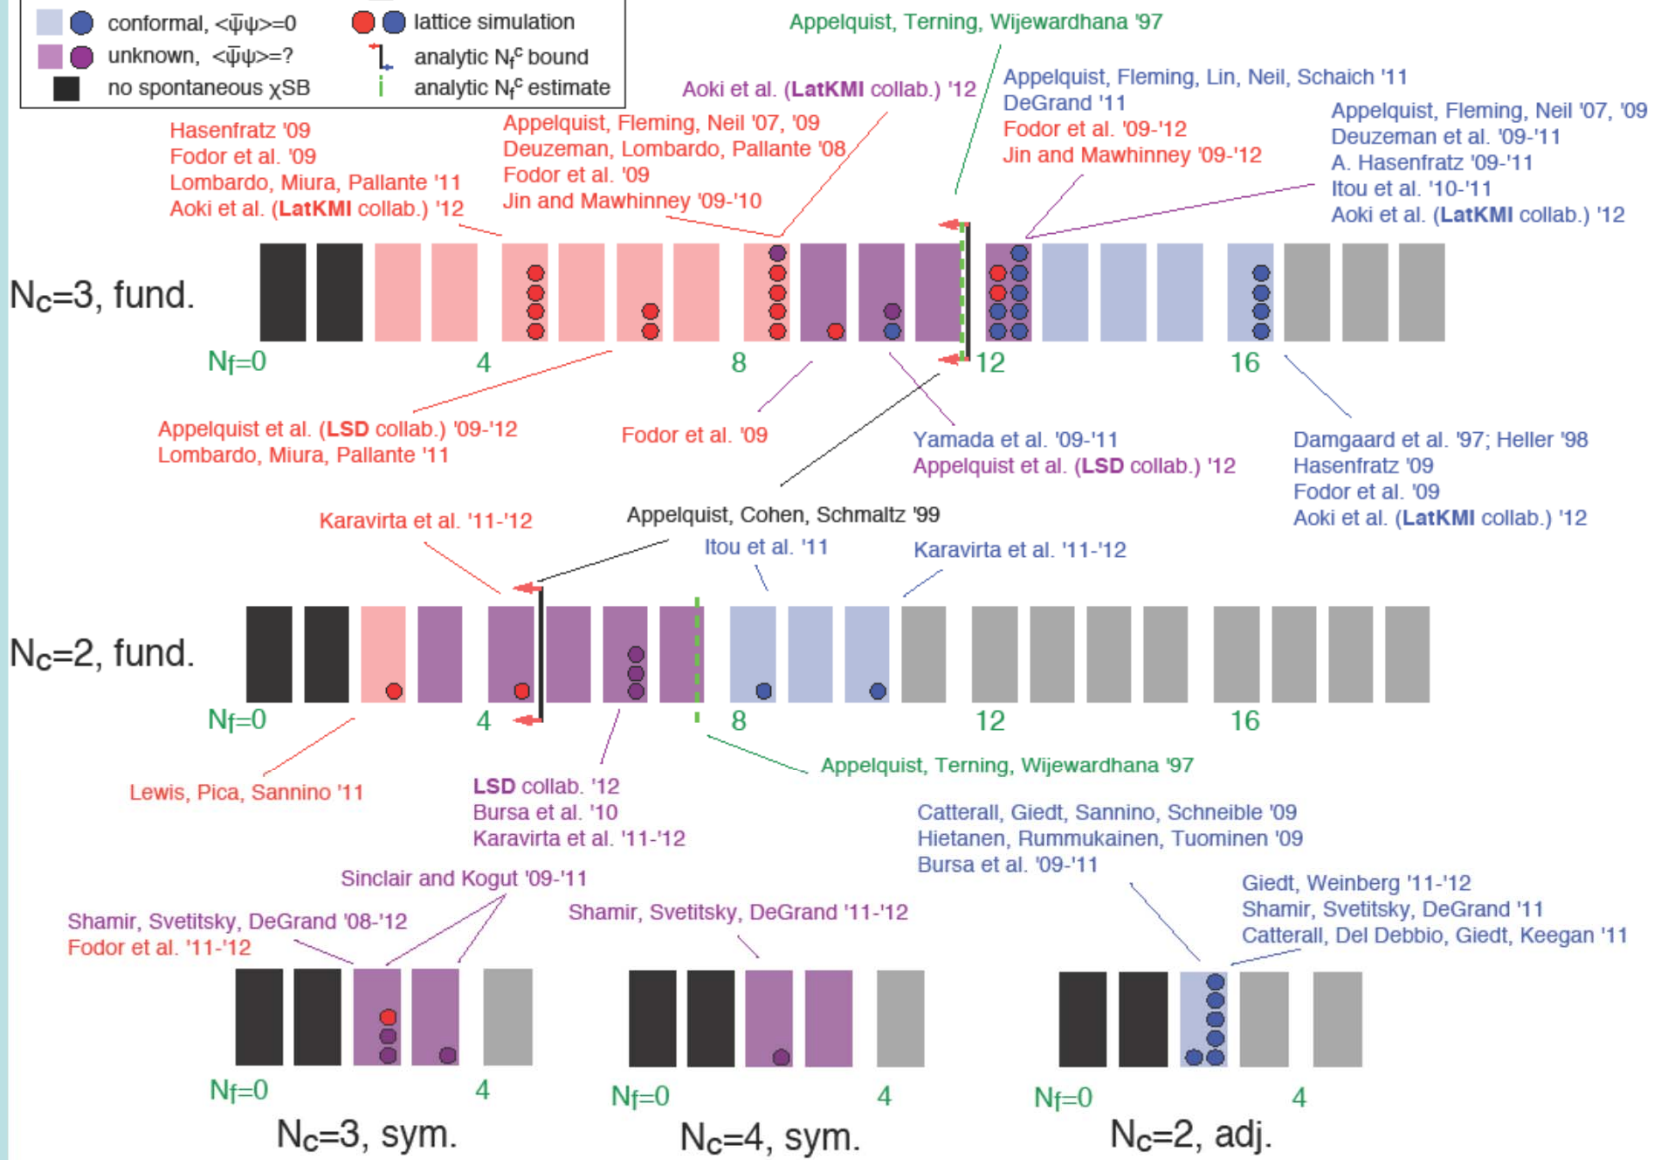 conformal, <ψ̅ψ>=0
lattice simulation
unknown, <ψ̅ψ>=?
analytic Nfᶜ bound
no spontaneous χSB
analytic Nfᶜ estimate
Appelquist, Terning, Wijewardhana '97
Aoki et al. (LatKMI collab.) '12
Appelquist, Fleming, Lin, Neil, Schaich '11
DeGrand '11
Fodor et al. '09-'12
Jin and Mawhinney '09-'12
Appelquist, Fleming, Neil '07, '09
Deuzeman et al. '09-'11
A. Hasenfratz '09-'11
Itou et al. '10-'11
Aoki et al. (LatKMI collab.) '12
Hasenfratz '09
Fodor et al. '09
Lombardo, Miura, Pallante '11
Aoki et al. (LatKMI collab.) '12
Appelquist, Fleming, Neil '07, '09
Deuzeman, Lombardo, Pallante '08
Fodor et al. '09
Jin and Mawhinney '09-'10
Nc=3, fund.
Nf=0 4 8 12 16
Appelquist et al. (LSD collab.) '09-'12
Lombardo, Miura, Pallante '11
Fodor et al. '09
Yamada et al. '09-'11
Appelquist et al. (LSD collab.) '12
Damgaard et al. '97; Heller '98
Hasenfratz '09
Fodor et al. '09
Aoki et al. (LatKMI collab.) '12
Karavirta et al. '11-'12
Appelquist, Cohen, Schmaltz '99
Itou et al. '11
Karavirta et al. '11-'12
Nc=2, fund.
Nf=0 4 8 12 16
Lewis, Pica, Sannino '11
LSD collab. '12
Bursa et al. '10
Karavirta et al. '11-'12
Appelquist, Terning, Wijewardhana '97
Catterall, Giedt, Sannino, Schneible '09
Hietanen, Rummukainen, Tuominen '09
Bursa et al. '09-'11
Giedt, Weinberg '11-'12
Shamir, Svetitsky, DeGrand '11
Catterall, Del Debbio, Giedt, Keegan '11
Sinclair and Kogut '09-'11
Shamir, Svetitsky, DeGrand '08-'12
Fodor et al. '11-'12
Shamir, Svetitsky, DeGrand '11-'12
Nf=0 4
Nc=3, sym.
Nf=0 4
Nc=4, sym.
Nf=0 4
Nc=2, adj.